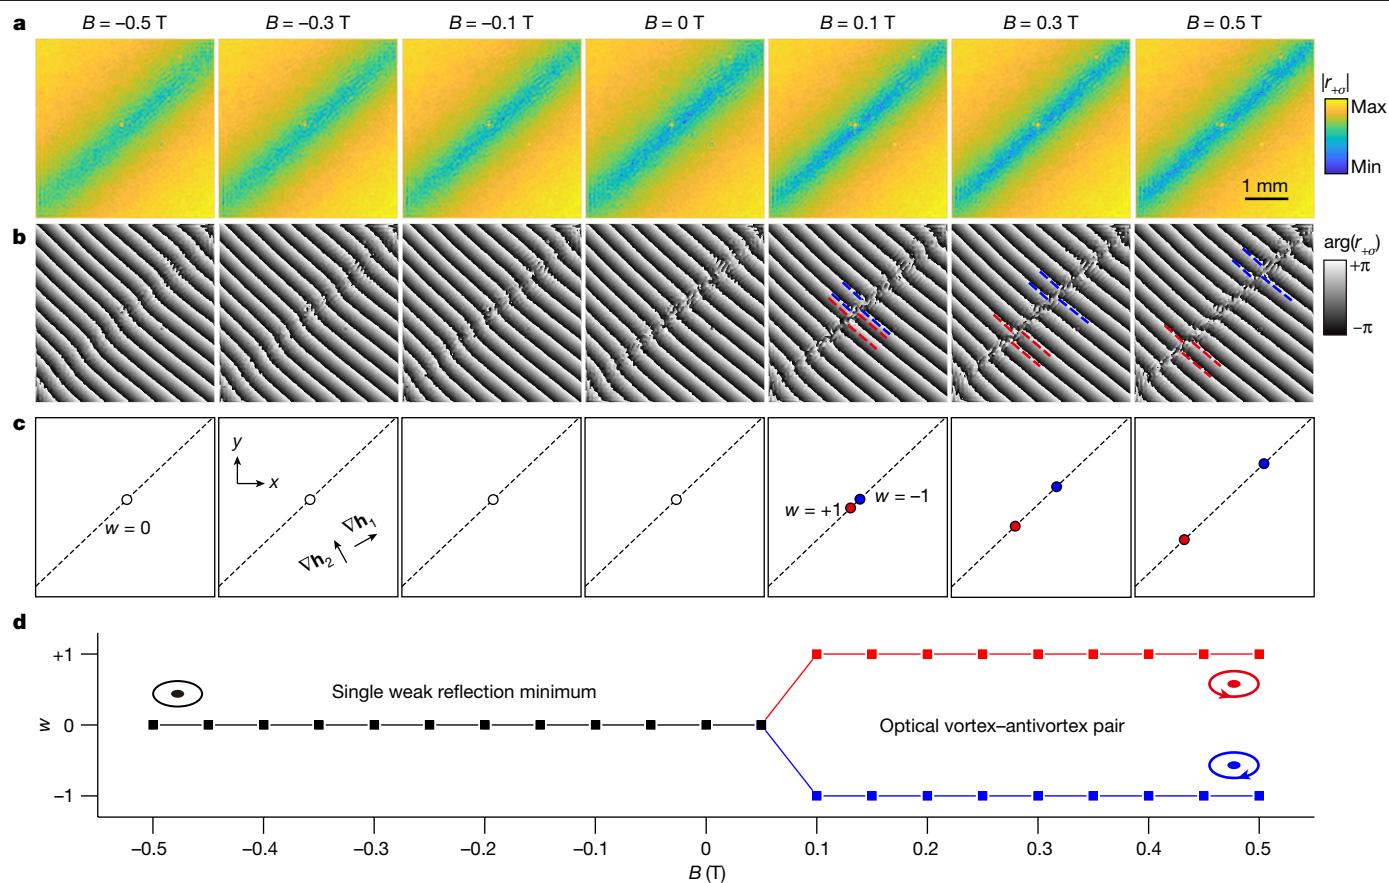 a
B = −0.5 T
B = −0.3 T
B = −0.1 T
B = 0 T
B = 0.1 T
B = 0.3 T
B = 0.5 T
|r+σ|
Max
Min
1 mm
b
arg(r+σ)
+π
−π
c
w = 0
y
x
∇h1
∇h2
w = +1
w = −1
d
+1
0
−1
w
Single weak reflection minimum
Optical vortex–antivortex pair
−0.5
−0.4
−0.3
−0.2
−0.1
0
0.1
0.2
0.3
0.4
0.5
B (T)